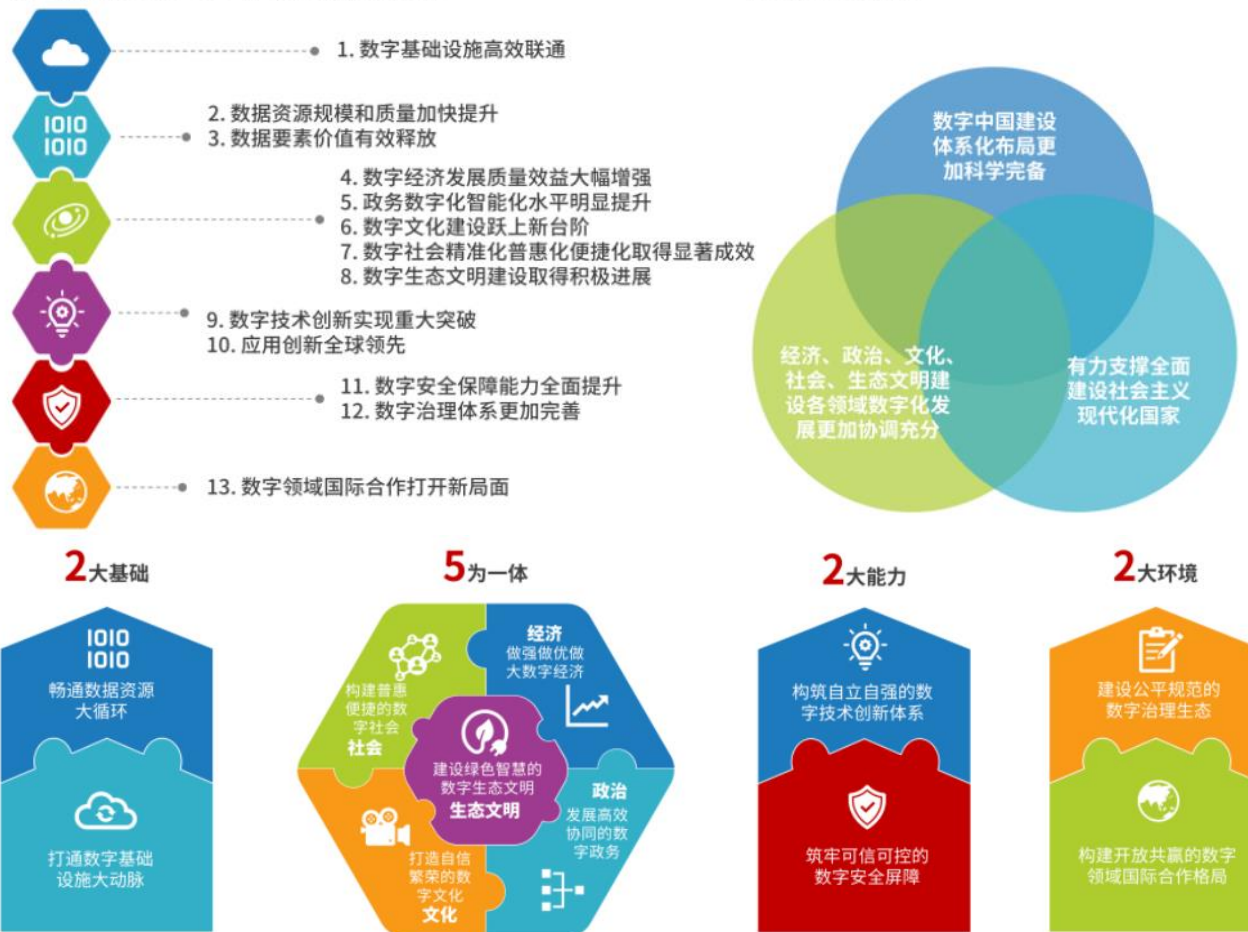 1. 数字基础设施高效联通
1010
1010
2. 数据资源规模和质量加快提升
3. 数据要素价值有效释放
4. 数字经济发展质量效益大幅增强
5. 政务数字化智能化水平明显提升
6. 数字文化建设跃上新台阶
7. 数字社会精准化普惠化便捷化取得显著成效
8. 数字生态文明建设取得积极进展
9. 数字技术创新实现重大突破
10. 应用创新全球领先
11. 数字安全保障能力全面提升
12. 数字治理体系更加完善
13. 数字领域国际合作打开新局面
数字中国建设
体系化布局更
加科学完备
经济、政治、文化、
社会、生态文明建
设各领域数字化发
展更加协调充分
有力支撑全面
建设社会主义
现代化国家
2大基础
1010
1010
畅通数据资源
大循环
打通数字基础
设施大动脉
5为一体
经济
做强做优做
大数字经济
构建普惠
便捷的数
字社会
社会
建设绿色智慧的
数字生态文明
生态文明
政治
发展高效
协同的数
字政务
打造自信
繁荣的数
字文化
文化
2大能力
构筑自立自强的数
字技术创新体系
筑牢可信可控的
数字安全屏障
2大环境
建设公平规范的
数字治理生态
构建开放共赢的数字
领域国际合作格局